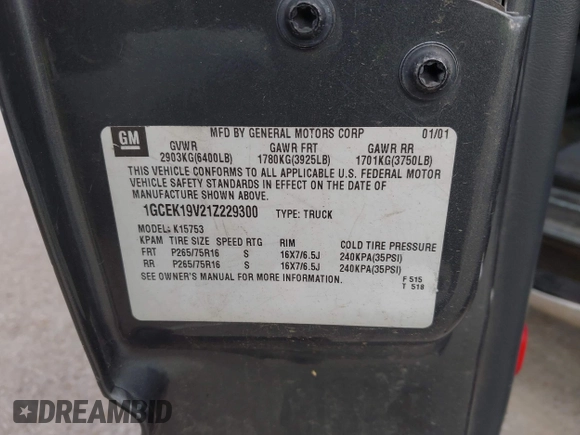 GM
MFD BY GENERAL MOTORS CORP 01/01
GVWR GAWR FRT GAWR RR
2903KG(6400LB) 1780KG(3925LB) 1701KG(3750LB)
THIS VEHICLE CONFORMS TO ALL APPLICABLE U.S. FEDERAL MOTOR
VEHICLE SAFETY STANDARDS IN EFFECT ON THE DATE OF
MANUFACTURE SHOWN ABOVE.
1GCEK19V21Z229300 TYPE: TRUCK
MODEL: K15753
KPAM TIRE SIZE SPEED RTG RIM COLD TIRE PRESSURE
FRT P265/75R16 S 16X7/6.5J 240KPA(35PSI)
RR P265/75R16 S 16X7/6.5J 240KPA(35PSI)
SEE OWNER'S MANUAL FOR MORE INFORMATION.
F 515
T 518
DREAMBID